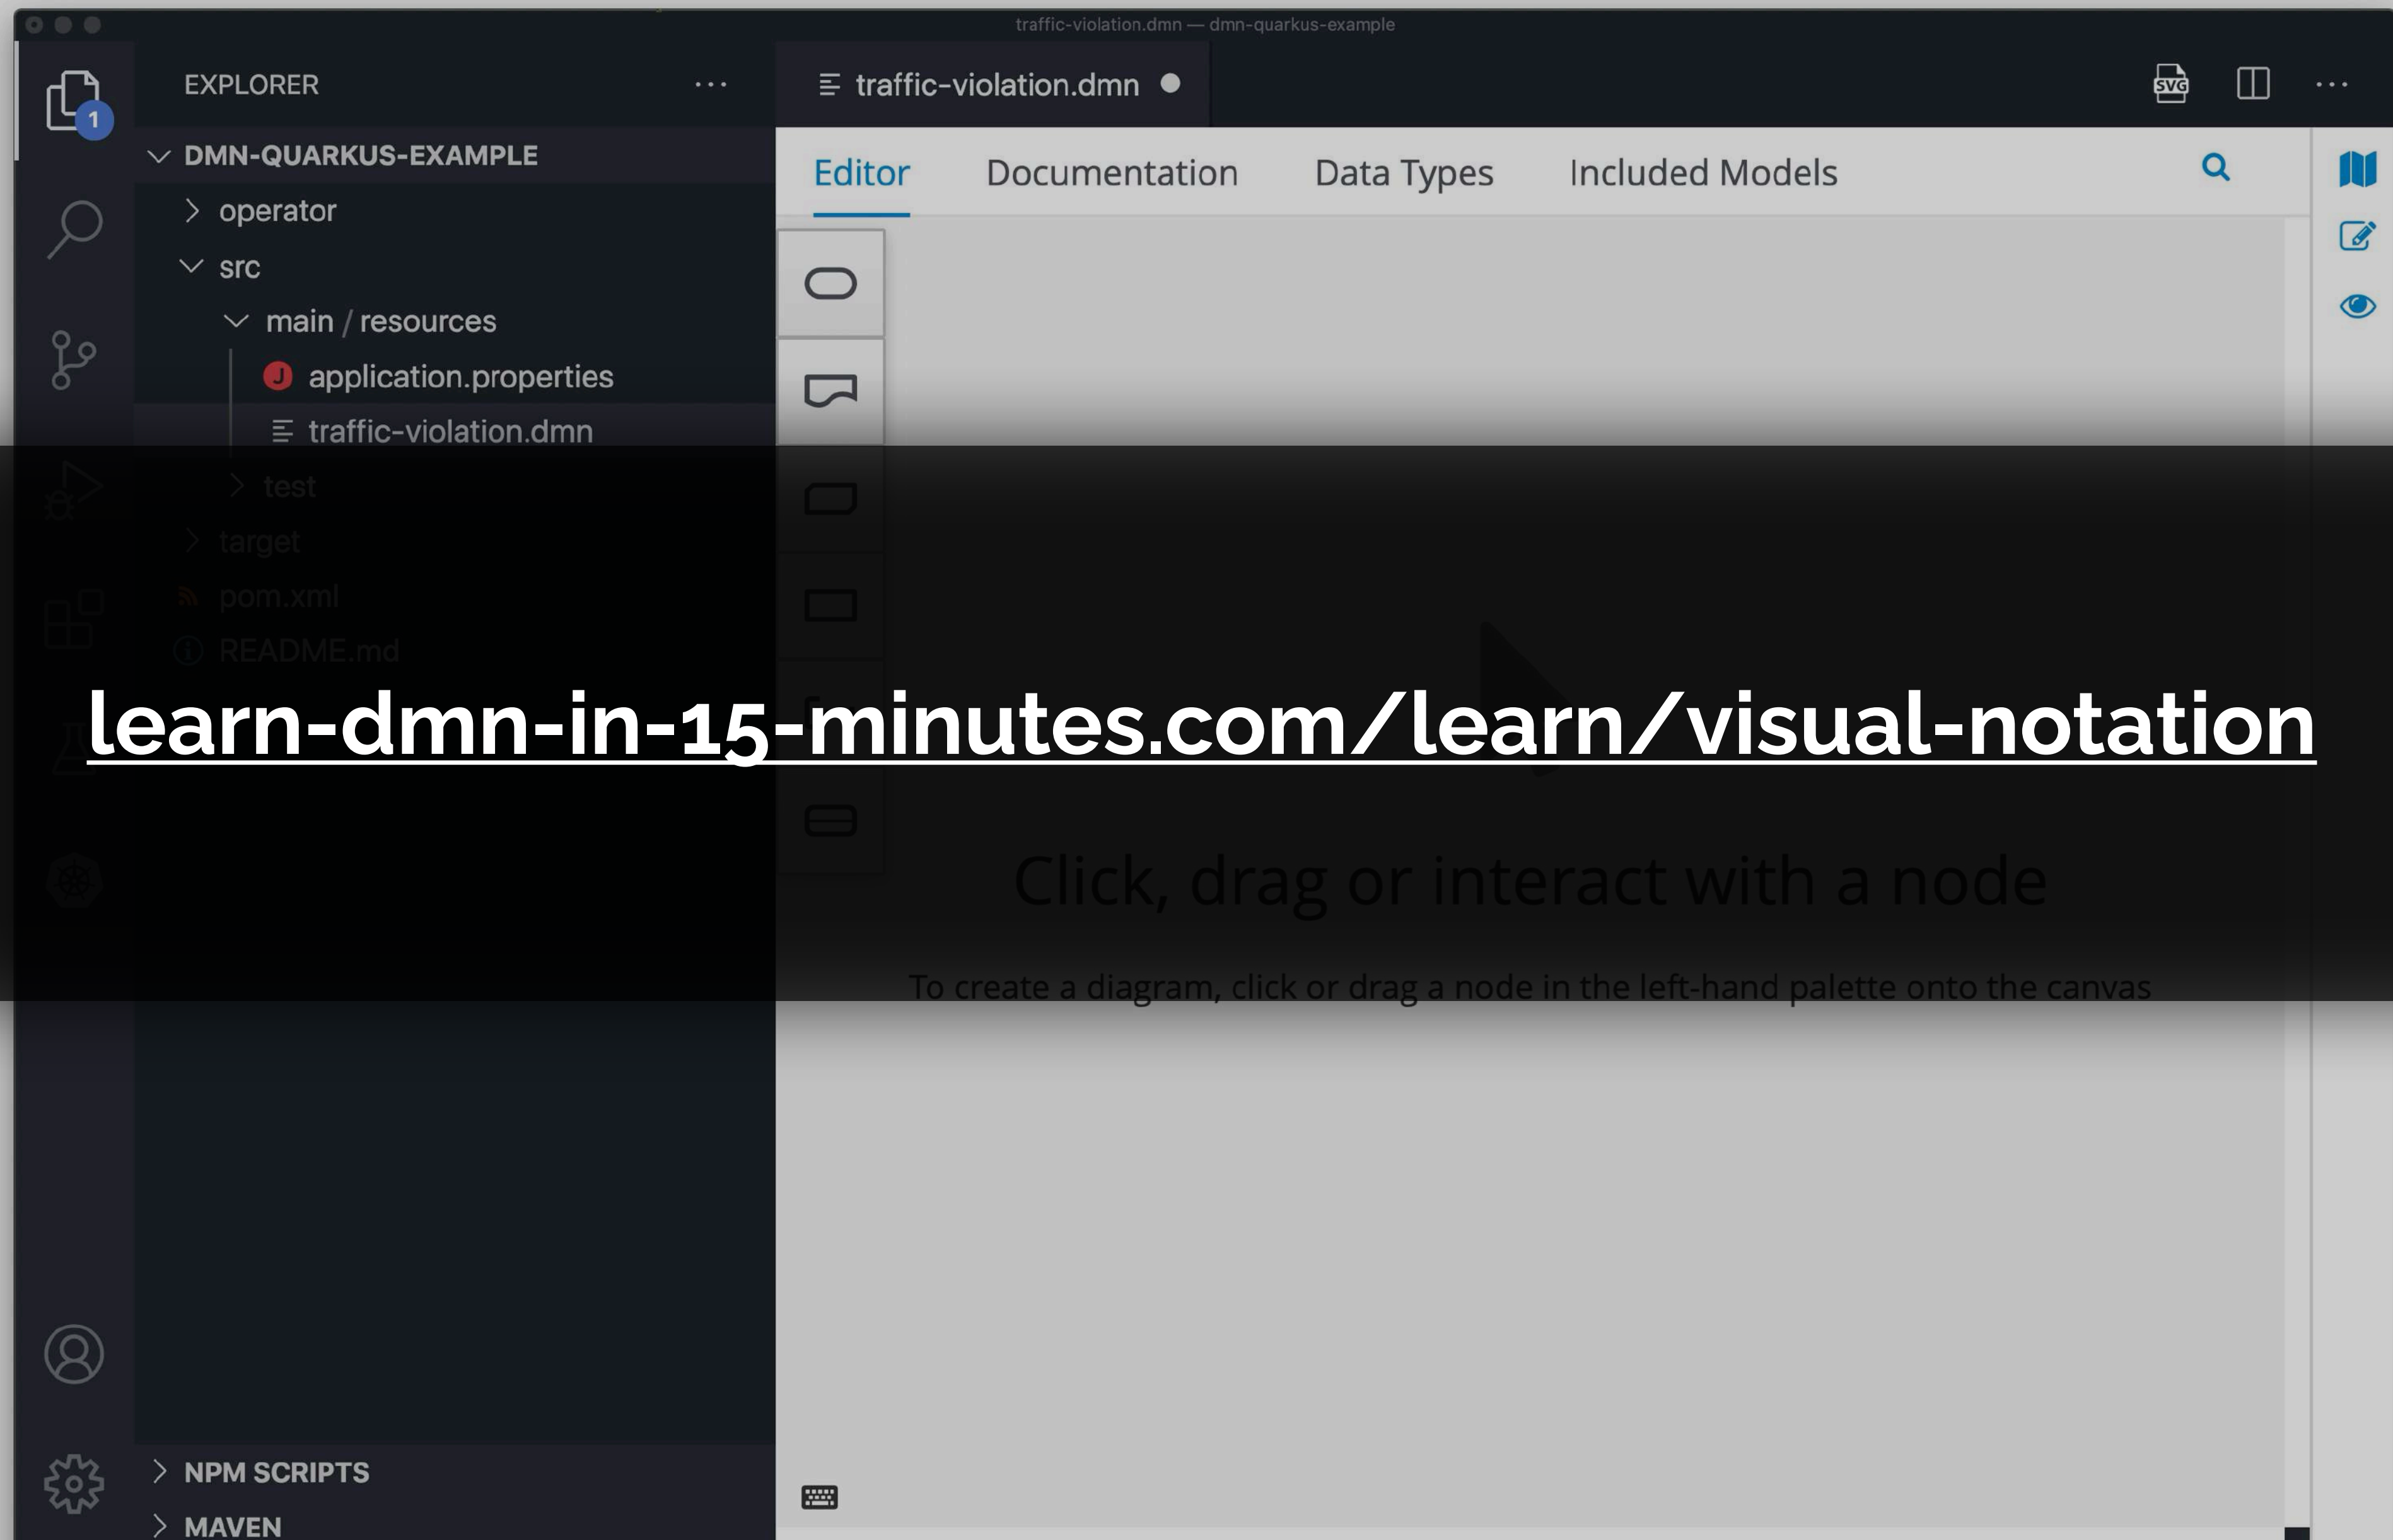 traffic-violation.dmn — dmn-quarkus-example
EXPLORER
traffic-violation.dmn
SVG
1
DMN-QUARKUS-EXAMPLE
Editor Documentation Data Types Included Models
operator
src
main / resources
J application.properties
traffic-violation.dmn
test
target
pom.xml
README.md
learn-dmn-in-15-minutes.com/learn/visual-notation
Click, drag or interact with a node
To create a diagram, click or drag a node in the left-hand palette onto the canvas
NPM SCRIPTS
MAVEN